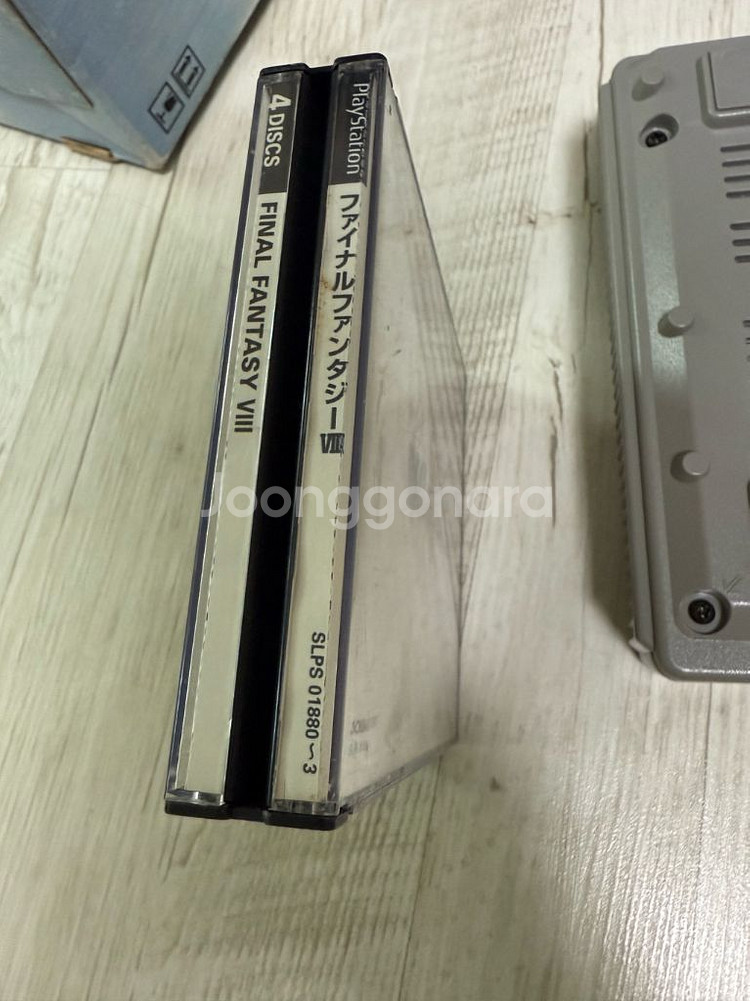 4 DISCS
FINAL FANTASY VIII
PlayStation
ファイナルファンタジーVIII
SLPS 01880~3
Joonggonara